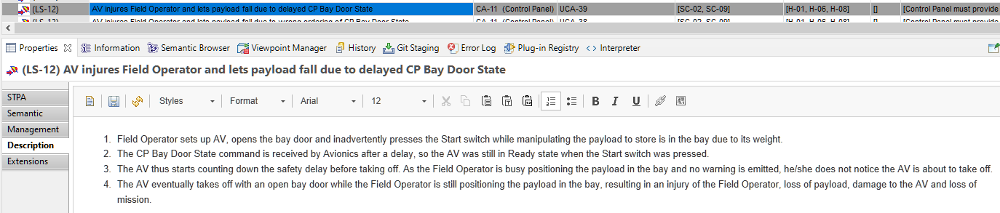 (LS-12) AV injures Field Operator and lets payload fall due to delayed CP Bay Door State CA-11 (Control Panel) UCA-39 [SC-02, SC-09] [H-01, H-06, H-08] [] [Control Panel must provide
(LS-12) AV injures Field Operator and lets payload fall due to wrong ordering of CP Bay Door State CA-11 (Control Panel) UCA-38 [SC-02, SC-09] [H-01, H-06, H-08] [] [Control Panel must provide
Properties Information Semantic Browser Viewpoint Manager History Git Staging Error Log Plug-in Registry Interpreter
(LS-12) AV injures Field Operator and lets payload fall due to delayed CP Bay Door State
STPA
Semantic
Management
Description
Extensions
Styles Format Arial 12 B I U
1. Field Operator sets up AV, opens the bay door and inadvertently presses the Start switch while manipulating the payload to store is in the bay due to its weight.
2. The CP Bay Door State command is received by Avionics after a delay, so the AV was still in Ready state when the Start switch was pressed.
3. The AV thus starts counting down the safety delay before taking off. As the Field Operator is busy positioning the payload in the bay and no warning is emitted, he/she does not notice the AV is about to take off.
4. The AV eventually takes off with an open bay door while the Field Operator is still positioning the payload in the bay, resulting in an injury of the Field Operator, loss of payload, damage to the AV and loss of
mission.